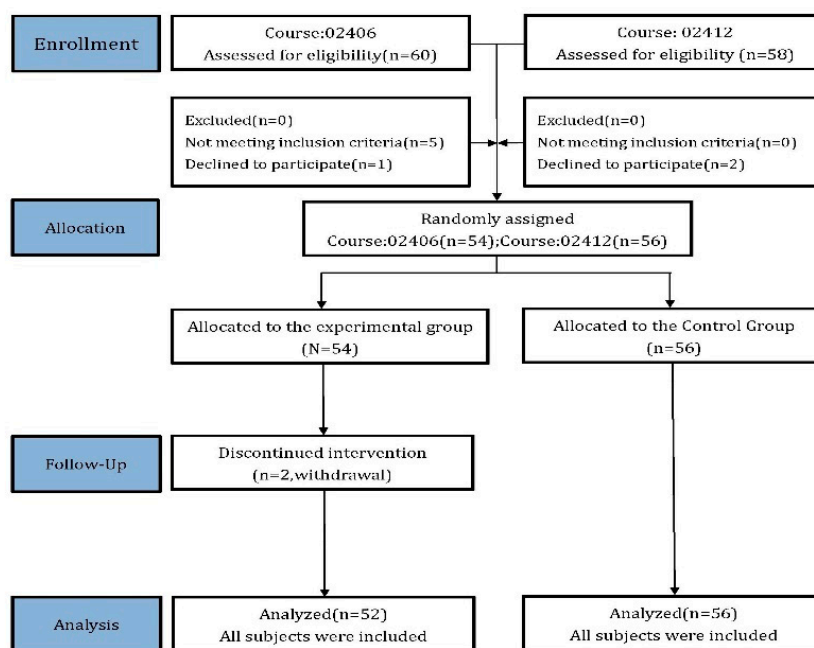 Enrollment
Course:02406
Assessed for eligibility(n=60)
Course: 02412
Assessed for eligibility (n=58)
Excluded(n=0)
Not meeting inclusion criteria(n=5)
Declined to participate(n=1)
Excluded(n=0)
Not meeting inclusion criteria(n=0)
Declined to participate(n=2)
Allocation
Randomly assigned
Course:02406(n=54);Course:02412(n=56)
Allocated to the experimental group
(N=54)
Allocated to the Control Group
(n=56)
Follow-Up
Discontinued intervention
(n=2,withdrawal)
Analysis
Analyzed(n=52)
All subjects were included
Analyzed(n=56)
All subjects were included